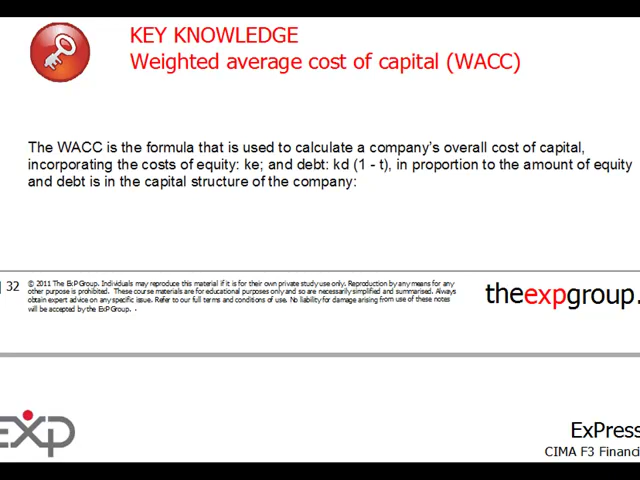 KEY KNOWLEDGE
Weighted average cost of capital (WACC)
The WACC is the formula that is used to calculate a company's overall cost of capital,
incorporating the costs of equity: ke; and debt: kd (1 - t), in proportion to the amount of equity
and debt is in the capital structure of the company:
32
© 2011 The ExP Group. Individuals may reproduce this material if it is for their own private study use only. Reproduction by any means for any
other purpose is prohibited. These course materials are for educational purposes only and so are necessarily simplified and summarised. Always
obtain expert advice on any specific issue. Refer to our full terms and conditions of use. No liability for damage arising from use of these notes
will be accepted by the ExP Group. .
theexpgroup.
EXP
ExPress
CIMA F3 Financi